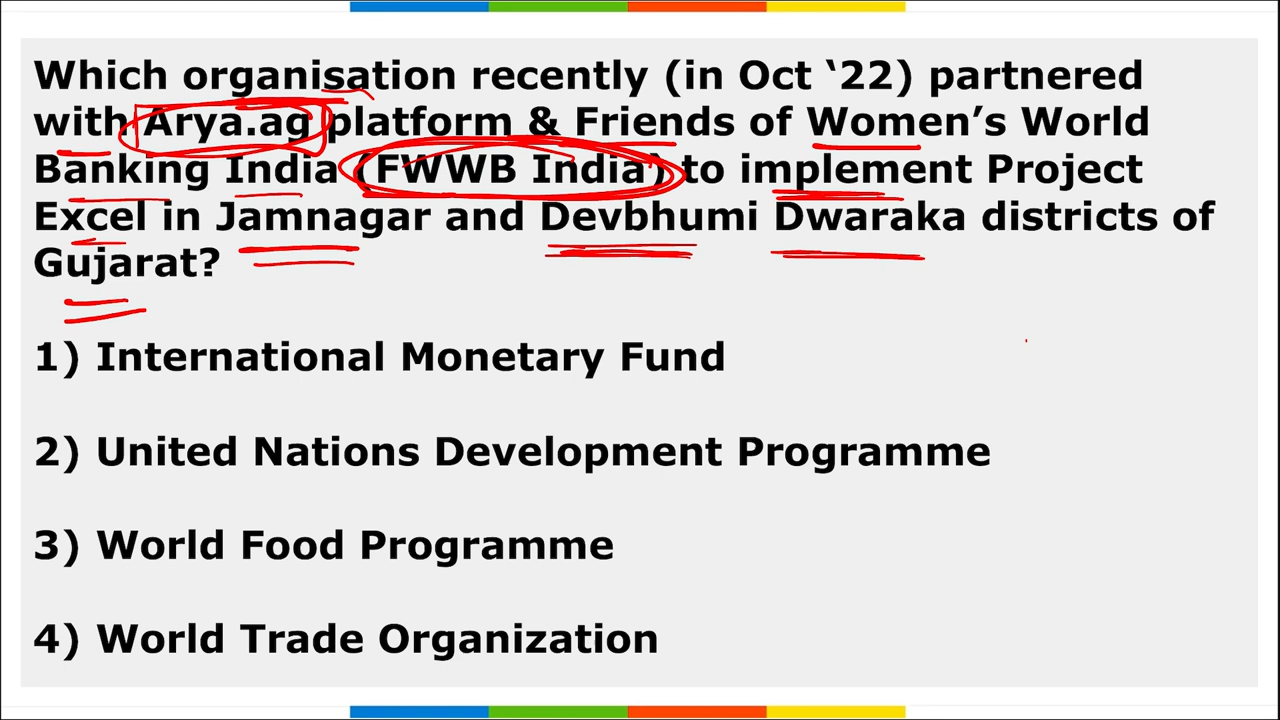 Which organisation recently (in Oct ‘22) partnered
with Arya.ag platform & Friends of Women’s World
Banking India (FWWB India) to implement Project
Excel in Jamnagar and Devbhumi Dwaraka districts of
Gujarat?
1) International Monetary Fund
2) United Nations Development Programme
3) World Food Programme
4) World Trade Organization